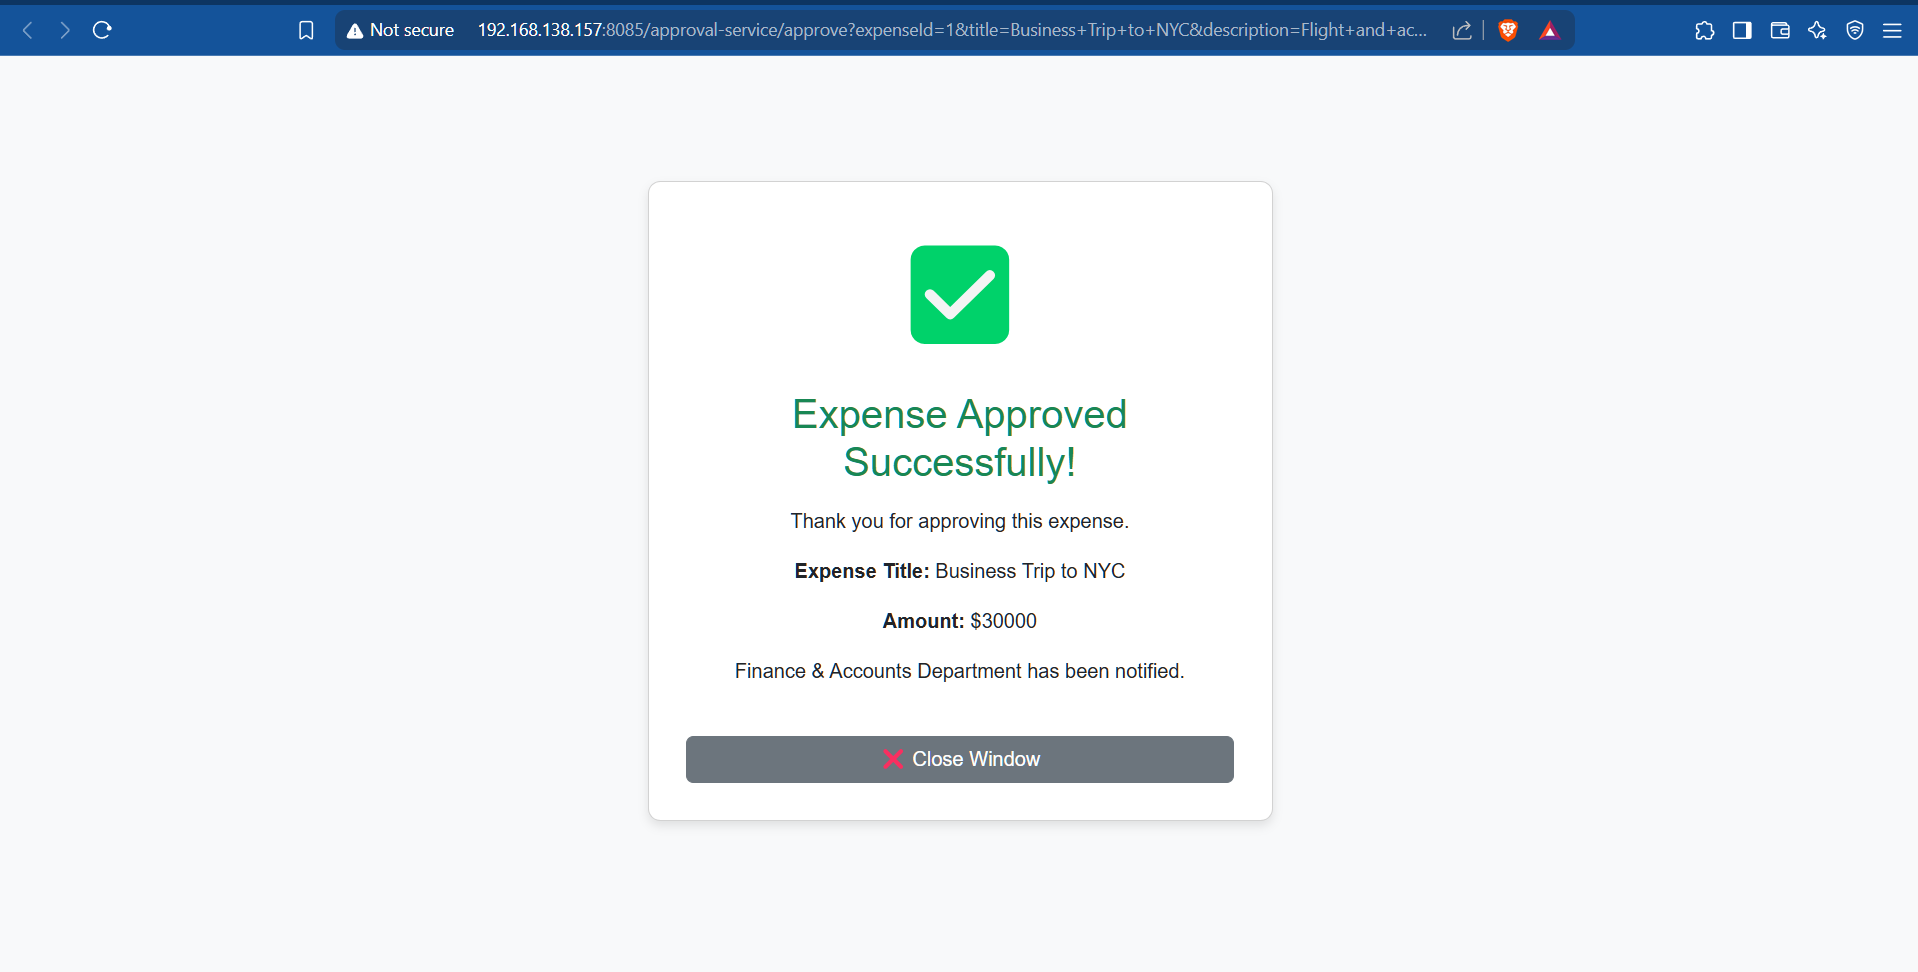 Not secure 192.168.138.157:8085/approval-service/approve?expenseId=1&title=Business+Trip+to+NYC&description=Flight+and+ac...
Expense Approved
Successfully!
Thank you for approving this expense.
Expense Title: Business Trip to NYC
Amount: $30000
Finance & Accounts Department has been notified.
❌ Close Window